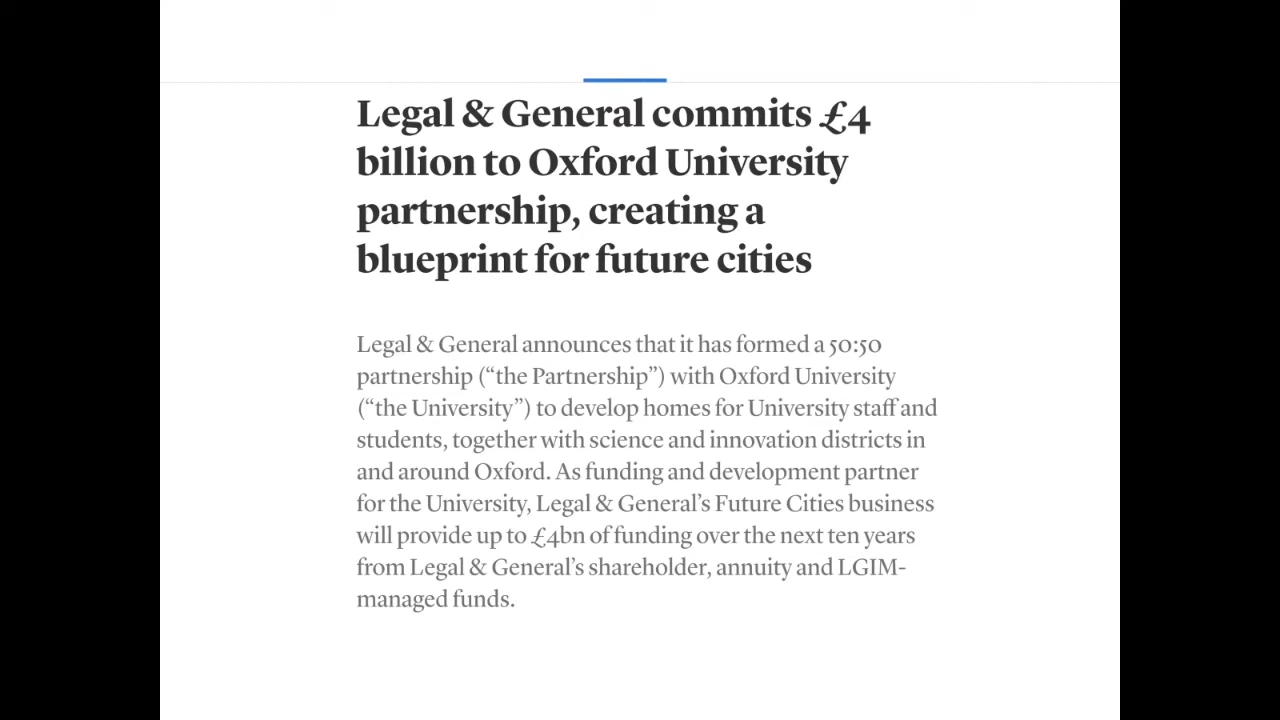 Legal & General commits £4
billion to Oxford University
partnership, creating a
blueprint for future cities
Legal & General announces that it has formed a 50:50
partnership (“the Partnership”) with Oxford University
(“the University”) to develop homes for University staff and
students, together with science and innovation districts in
and around Oxford. As funding and development partner
for the University, Legal & General’s Future Cities business
will provide up to £4bn of funding over the next ten years
from Legal & General’s shareholder, annuity and LGIM-
managed funds.